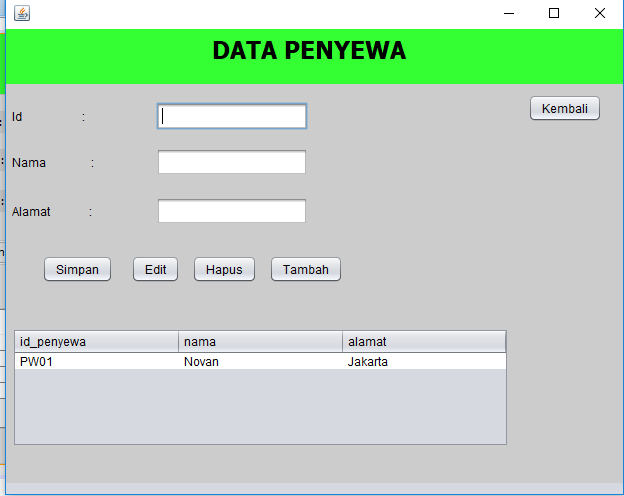 DATA PENYEWA
Id :
Kembali
Nama :
Alamat :
Simpan Edit Hapus Tambah
id_penyewa nama alamat
PW01 Novan Jakarta